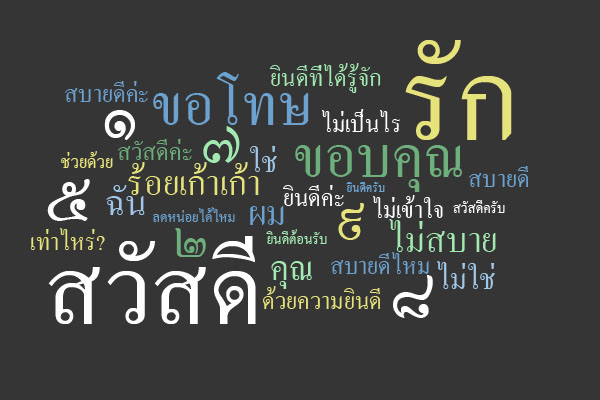 รัก
ยินดีที่ได้รู้จัก
สบายดีค่ะ
ขอโทษ
๑
ไม่เป็นไร
๗
สวัสดีค่ะ
ใช่
ขอบคุณ
ช่วยด้วย
ร้อยเก้าเก้า
สบายดี
ยินดีครับ
๕
ฉัน
ยินดีค่ะ
ลดหน่อยได้ไหม
ผม
๙
ไม่เข้าใจ
สวัสดีครับ
เท่าไหร่?
๒
ยินดีต้อนรับ
ไม่สบาย
สวัสดี
คุณ
สบายดีไหม
ไม่ใช่
ด้วยความยินดี
๘